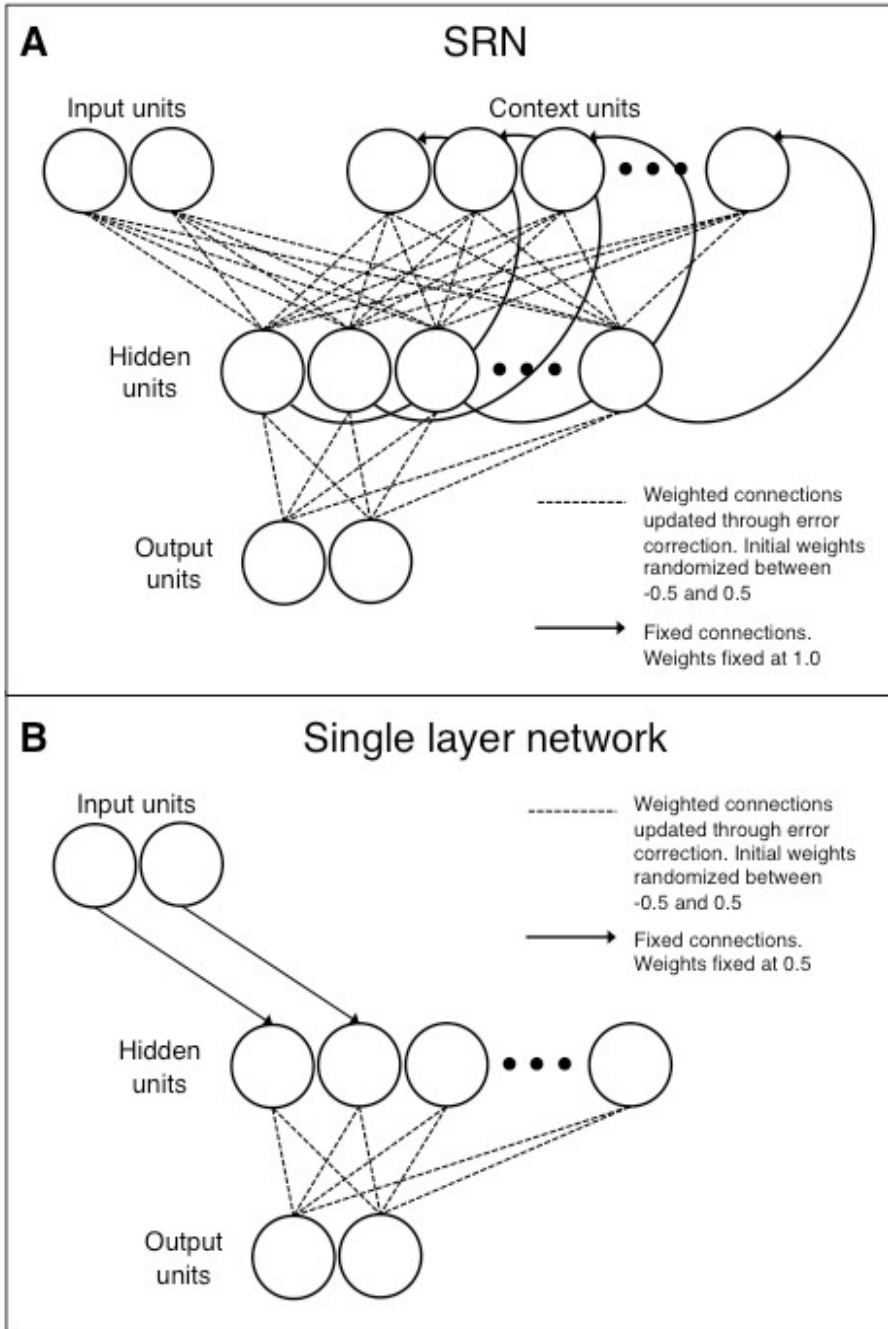 A
SRN
Input units
Context units
Hidden
units
Output
units
Weighted connections
updated through error
correction. Initial weights
randomized between
-0.5 and 0.5
Fixed connections.
Weights fixed at 1.0
B
Single layer network
Input units
Weighted connections
updated through error
correction. Initial weights
randomized between
-0.5 and 0.5
Fixed connections.
Weights fixed at 0.5
Hidden
units
Output
units